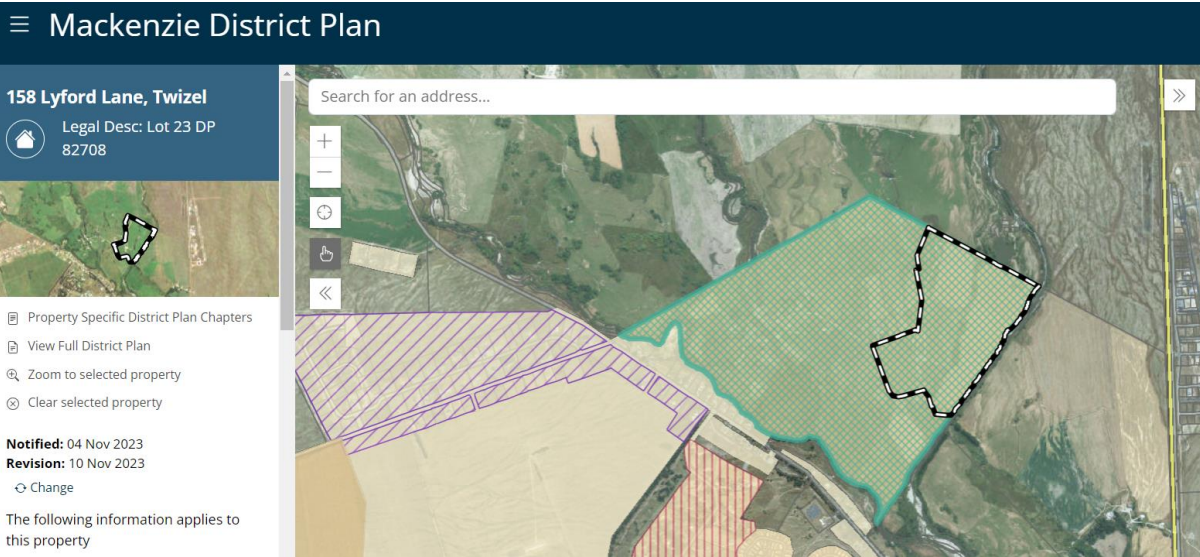 Mackenzie District Plan
158 Lyford Lane, Twizel
Legal Desc: Lot 23 DP
82708
Property Specific District Plan Chapters
View Full District Plan
Zoom to selected property
Clear selected property
Notified: 04 Nov 2023
Revision: 10 Nov 2023
Change
The following information applies to
this property
Search for an address...